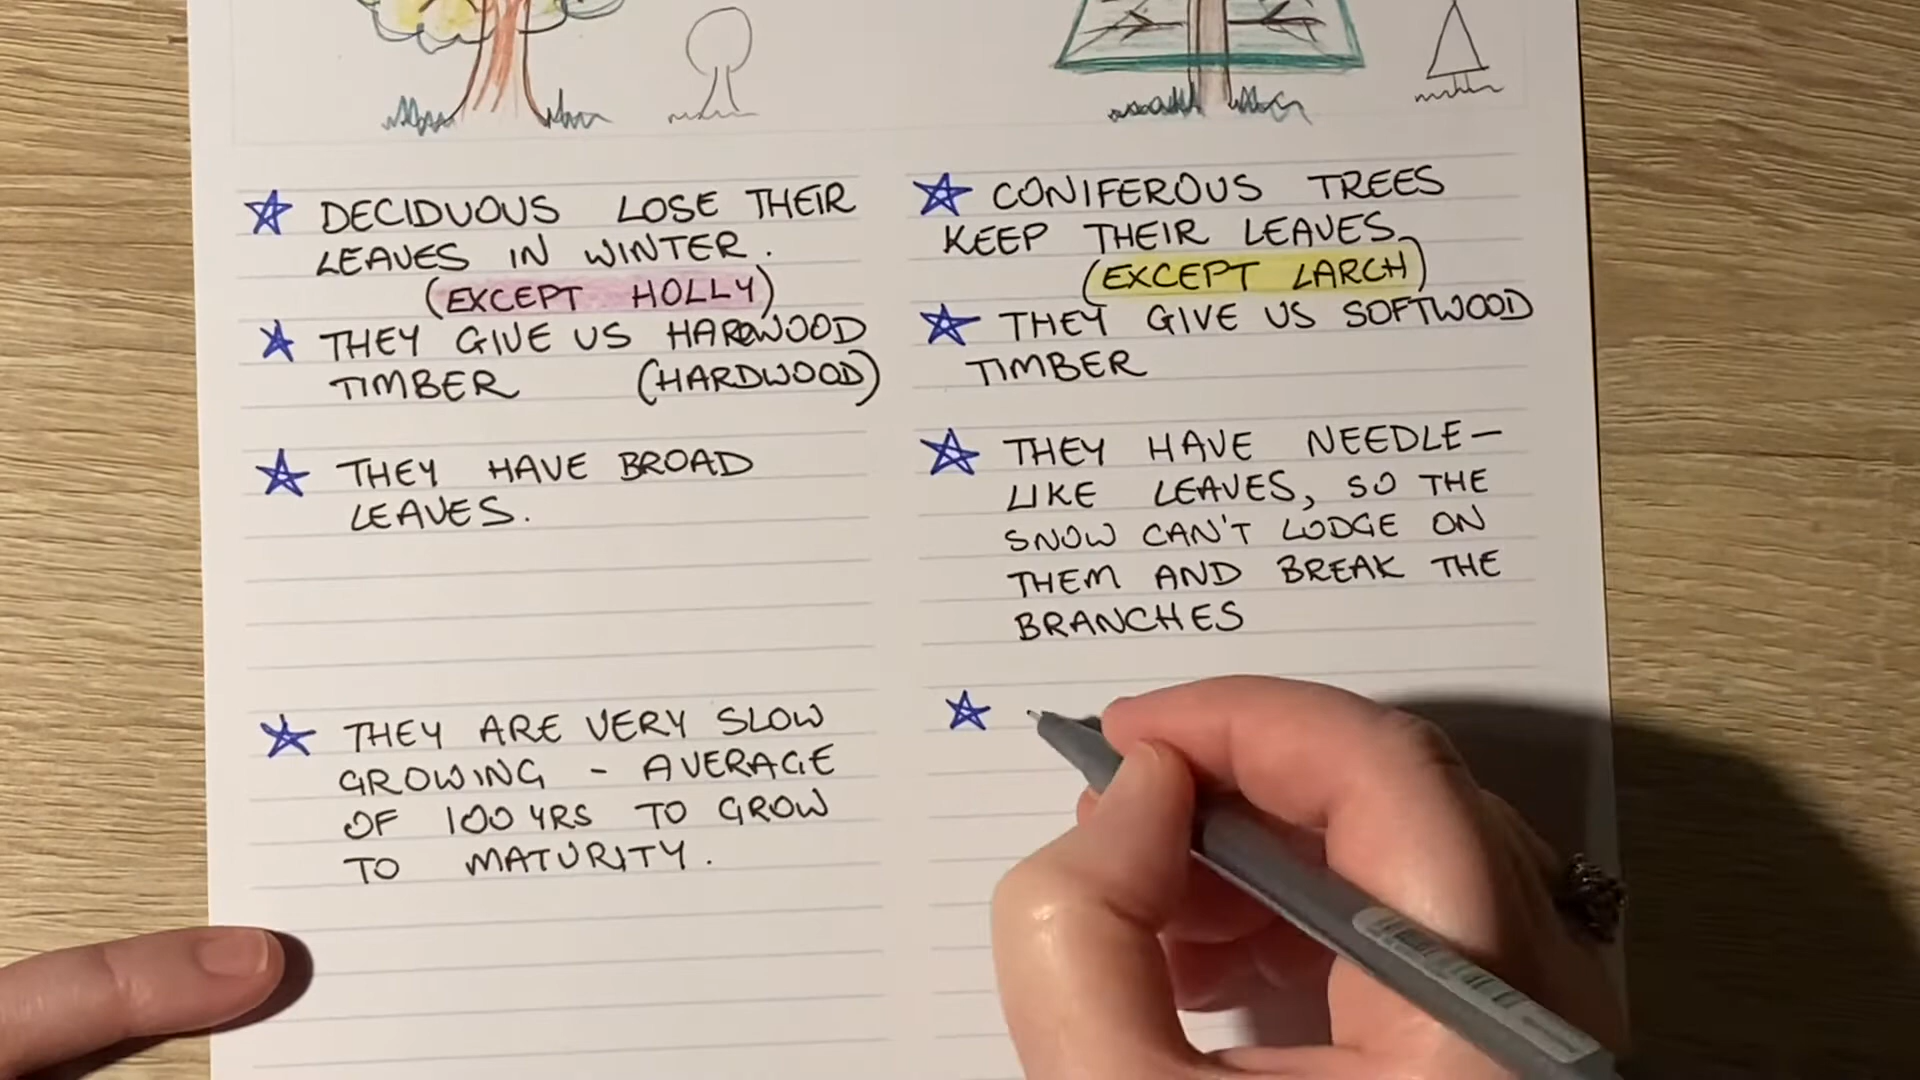 DECIDUOUS LOSE THEIR
LEAVES IN WINTER.
(EXCEPT HOLLY)
THEY GIVE US HARDWOOD
TIMBER (HARDWOOD)
THEY HAVE BROAD
LEAVES.
THEY ARE VERY SLOW
GROWING - AVERAGE
OF 100 YRS TO GROW
TO MATURITY.
CONIFEROUS TREES
KEEP THEIR LEAVES
(EXCEPT LARCH)
THEY GIVE US SOFTWOOD
TIMBER
THEY HAVE NEEDLE-
LIKE LEAVES, SO THE
SNOW CAN'T LODGE ON
THEM AND BREAK THE
BRANCHES